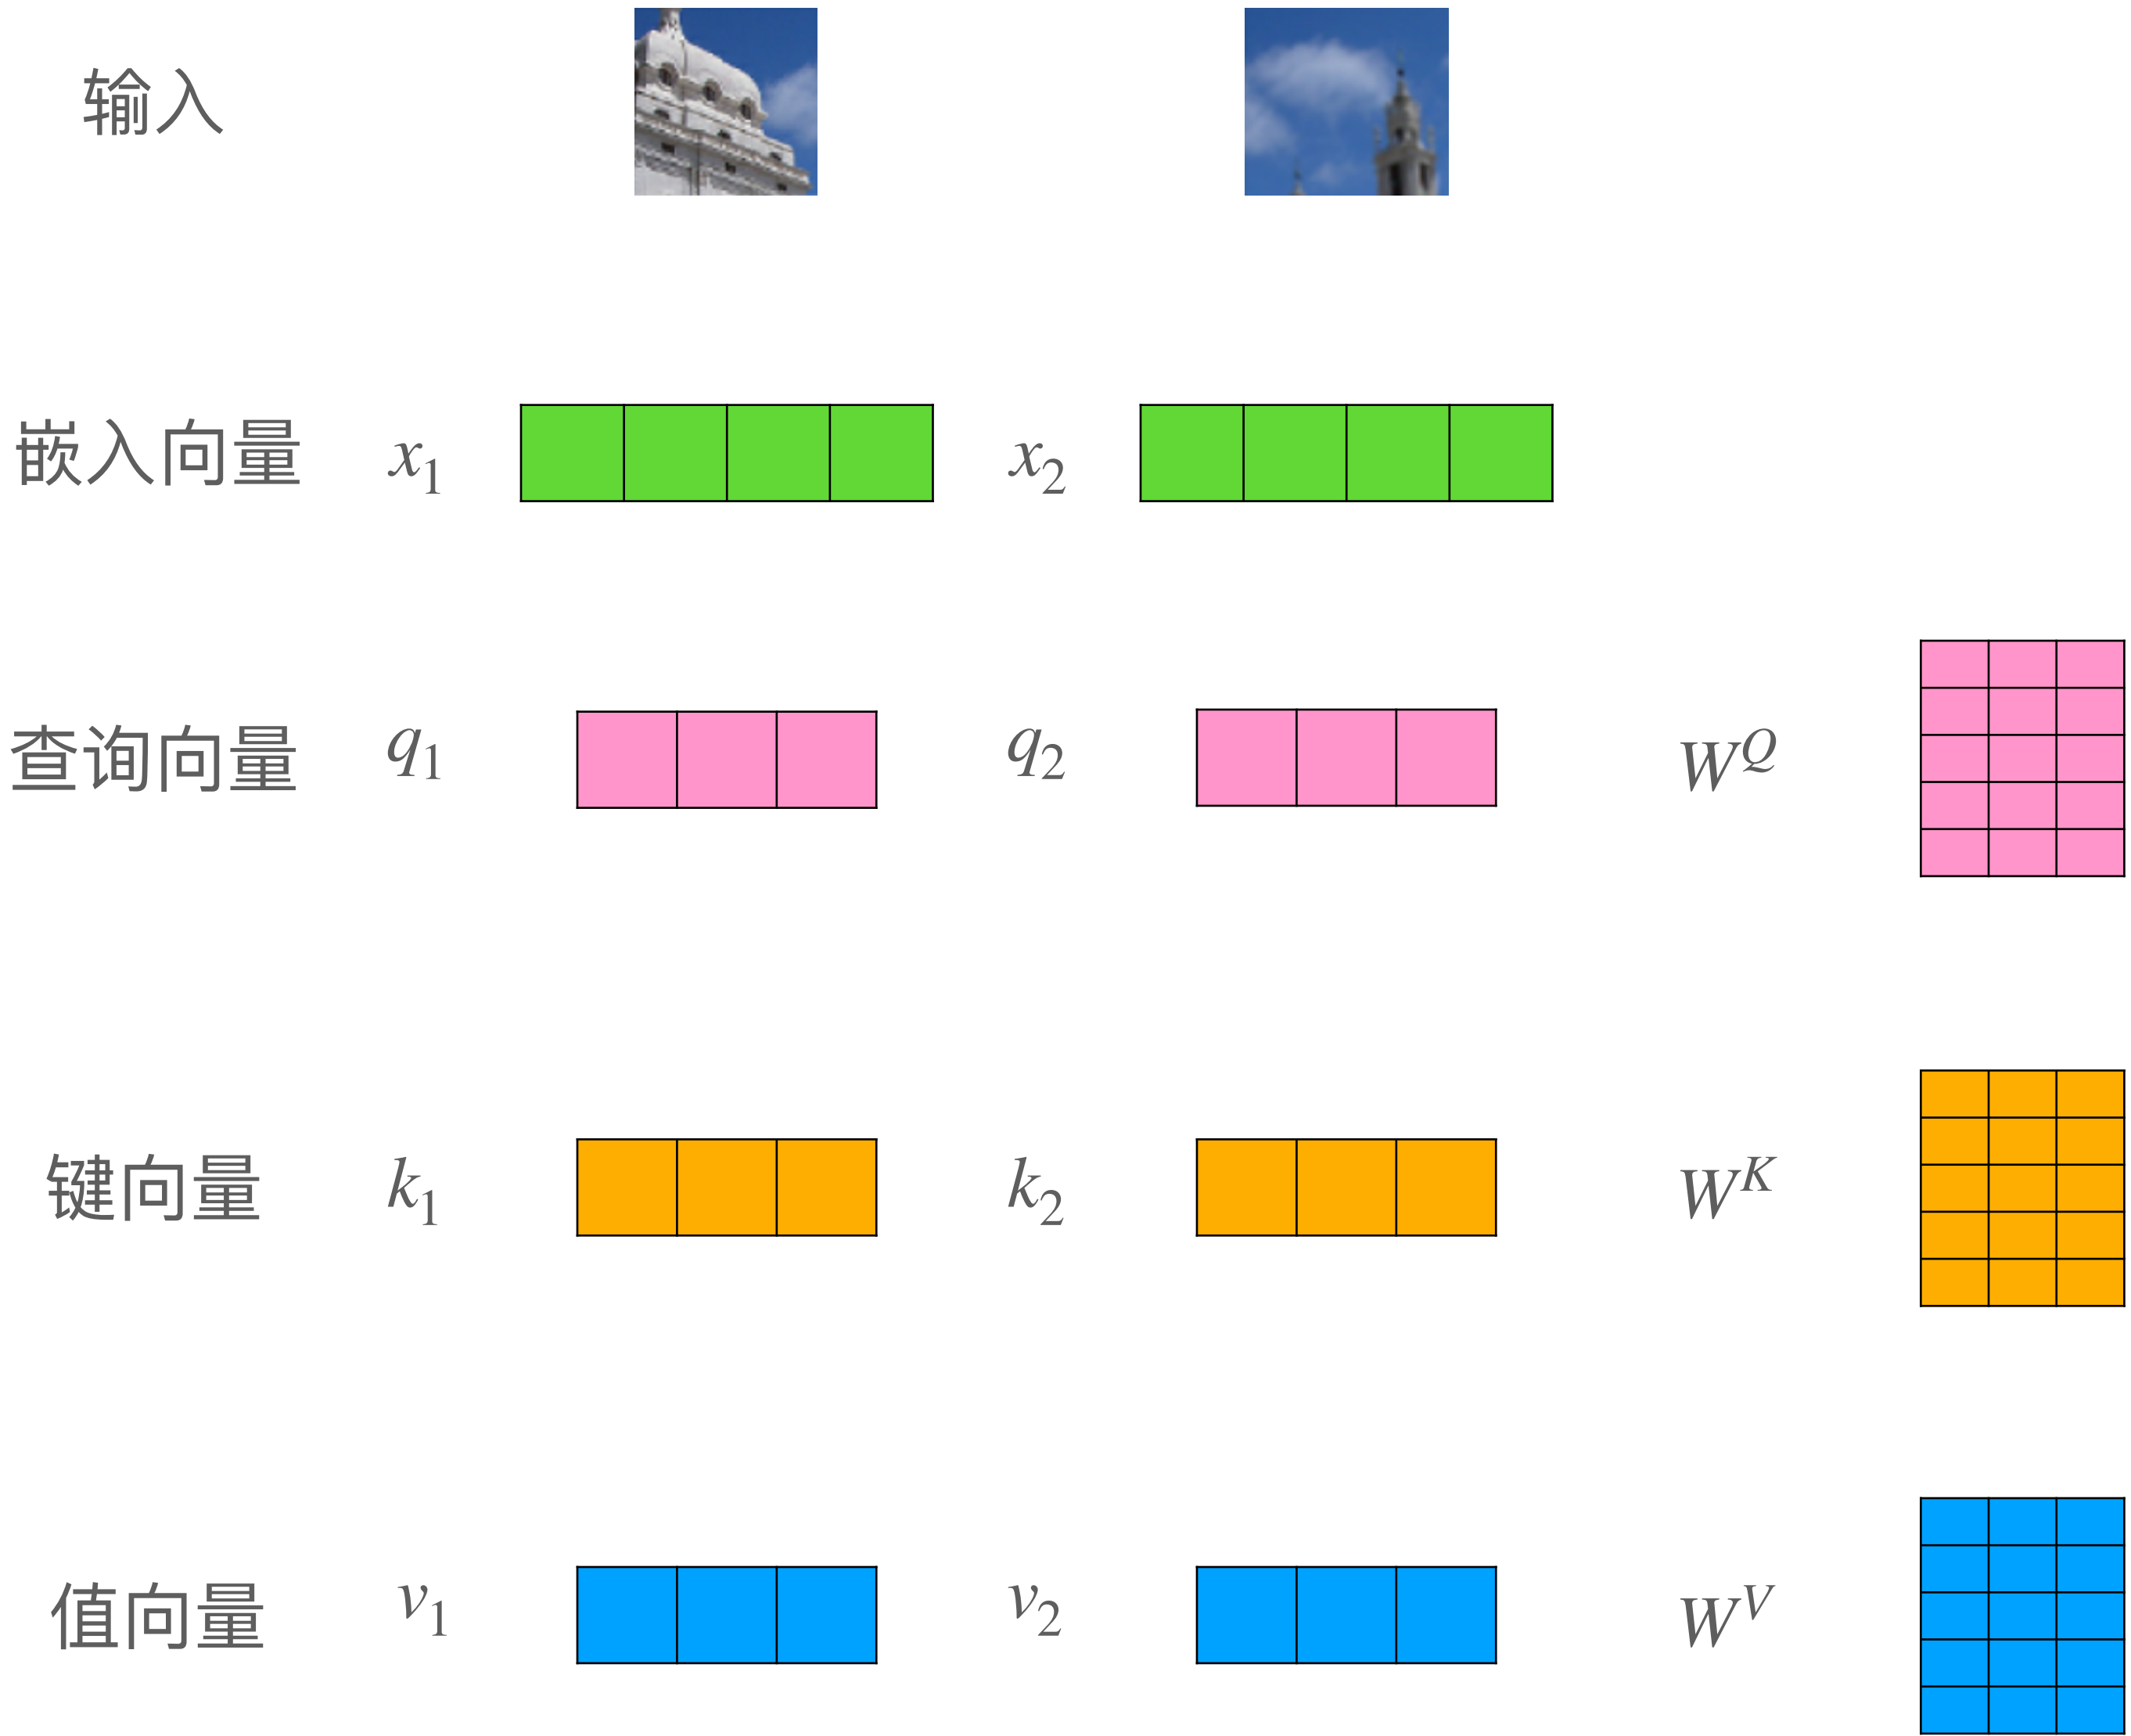 输入
嵌入向量 x₁ x₂
查询向量 q₁ q₂ W^Q
键向量 k₁ k₂ W^K
值向量 v₁ v₂ W^V